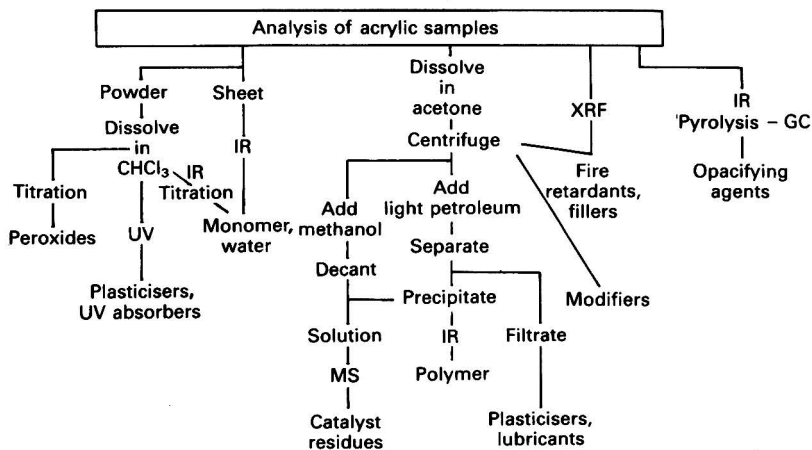 Analysis of acrylic samples
Powder
Sheet
Dissolve
in
acetone
XRF
IR
'Pyrolysis – GC
Dissolve
in
CHCl₃
IR
IR
Titration
Centrifuge
Titration
Peroxides
UV
Monomer,
water
Add
methanol
Add
light petroleum
Fire
retardants,
fillers
Opacifying
agents
Plasticisers,
UV absorbers
Decant
Separate
Precipitate
Modifiers
Solution
IR
Filtrate
MS
Polymer
Catalyst
residues
Plasticisers,
lubricants